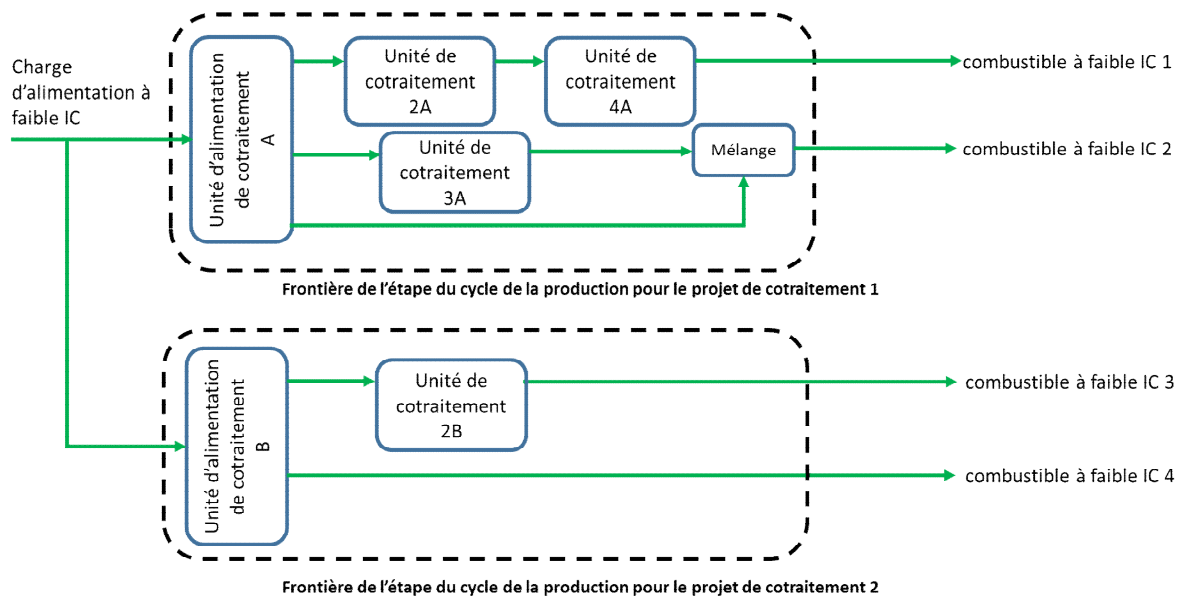 Charge
d'alimentation à
faible IC
Unité d'alimentation
de cotraitement
A
Unité de
cotraitement
2A
Unité de
cotraitement
4A
combustible à faible IC 1
Unité de
cotraitement
3A
Mélange
combustible à faible IC 2
Frontière de l'étape du cycle de la production pour le projet de cotraitement 1
Unité d'alimentation
de cotraitement
B
Unité de
cotraitement
2B
combustible à faible IC 3
combustible à faible IC 4
Frontière de l'étape du cycle de la production pour le projet de cotraitement 2